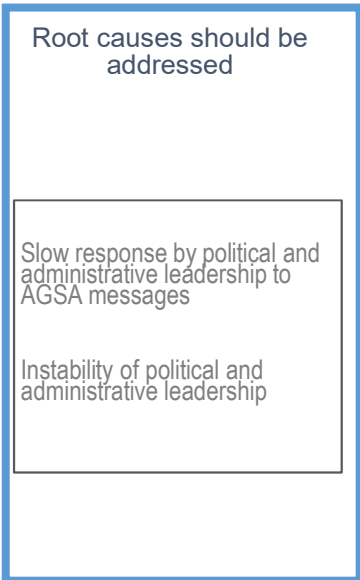 Root causes should be
addressed
Slow response by political and
administrative leadership to
AGSA messages
Instability of political and
administrative leadership